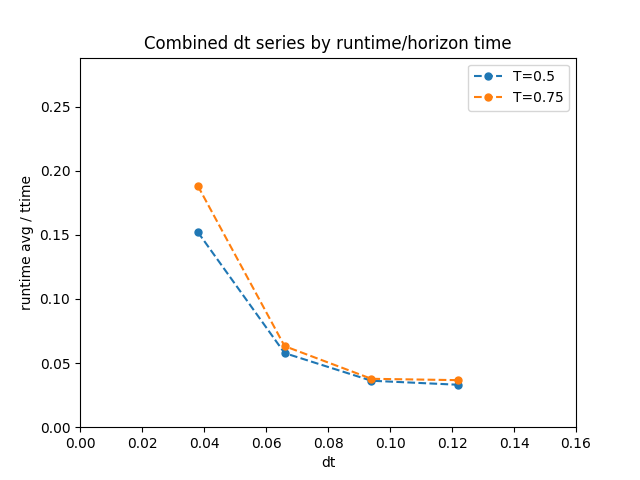 Combined dt series by runtime/horizon time
T=0.5
T=0.75
runtime avg / ttime
0.25
0.20
0.15
0.10
0.05
0.00
0.00 0.02 0.04 0.06 0.08 0.10 0.12 0.14 0.16
dt